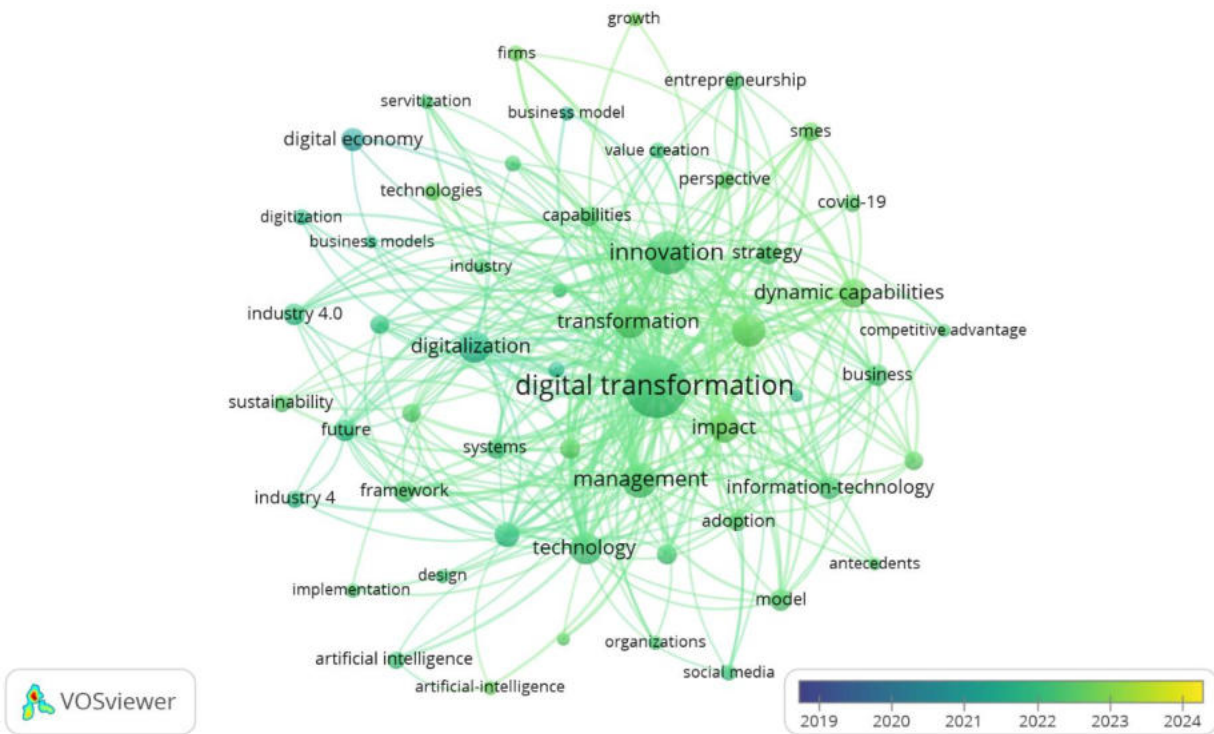 growth
firms
entrepreneurship
servitization
business model
smes
digital economy
value creation
technologies
perspective
covid-19
digitization
capabilities
business models
innovation
strategy
industry
dynamic capabilities
industry 4.0
transformation
competitive advantage
digitalization
business
digital transformation
sustainability
future
impact
systems
management
information-technology
industry 4
framework
adoption
technology
antecedents
design
implementation
model
organizations
artificial intelligence
social media
artificial-intelligence
VOSviewer
2019 2020 2021 2022 2023 2024